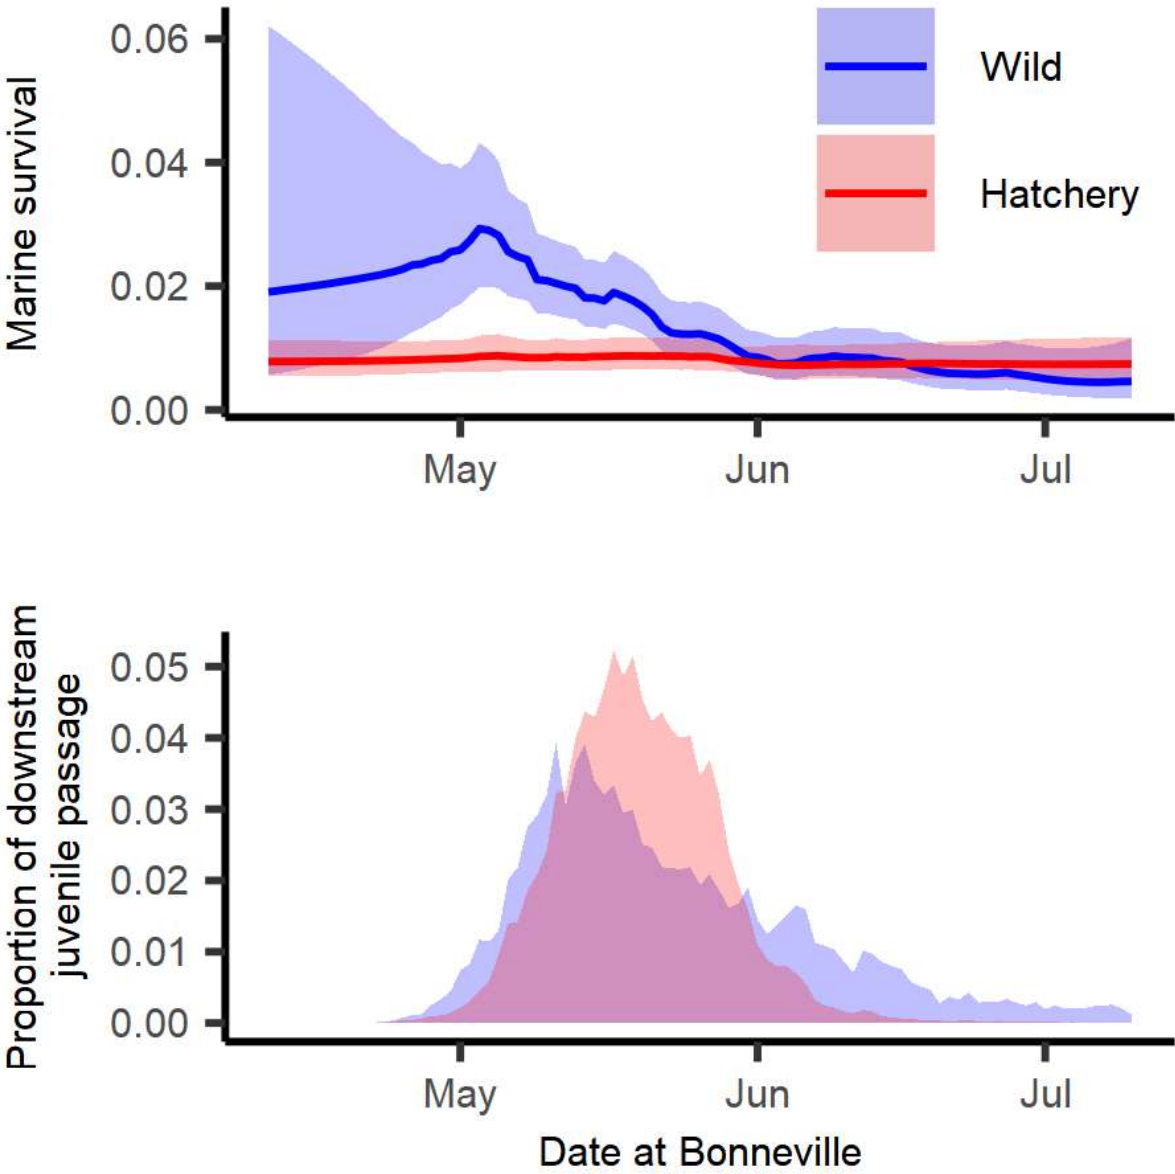 Marine survival
0.06
0.04
0.02
0.00
Wild
Hatchery
May
Jun
Jul
Proportion of downstream
juvenile passage
0.05
0.04
0.03
0.02
0.01
0.00
May
Jun
Jul
Date at Bonneville